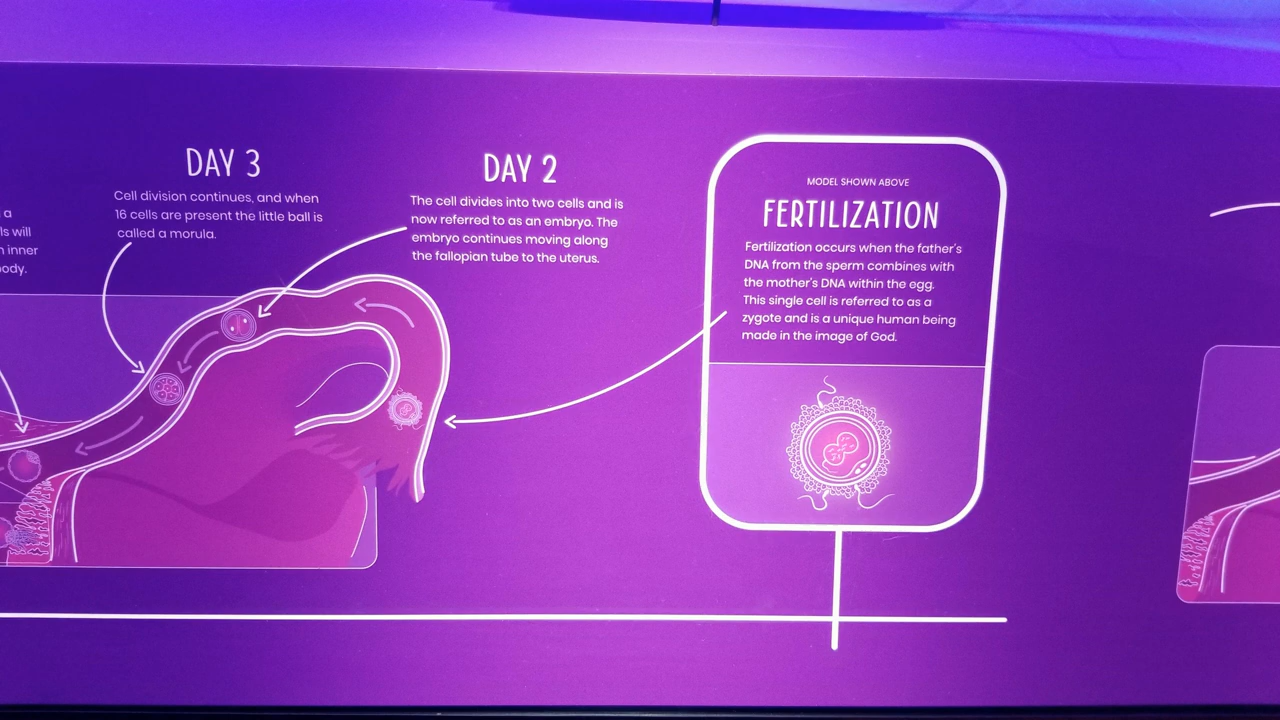 a
ls will
inner
body.
DAY 3
Cell division continues, and when
16 cells are present the little ball is
called a morula.
DAY 2
The cell divides into two cells and is
now referred to as an embryo. The
embryo continues moving along
the fallopian tube to the uterus.
MODEL SHOWN ABOVE
FERTILIZATION
Fertilization occurs when the father's
DNA from the sperm combines with
the mother's DNA within the egg.
This single cell is referred to as a
zygote and is a unique human being
made in the image of God.